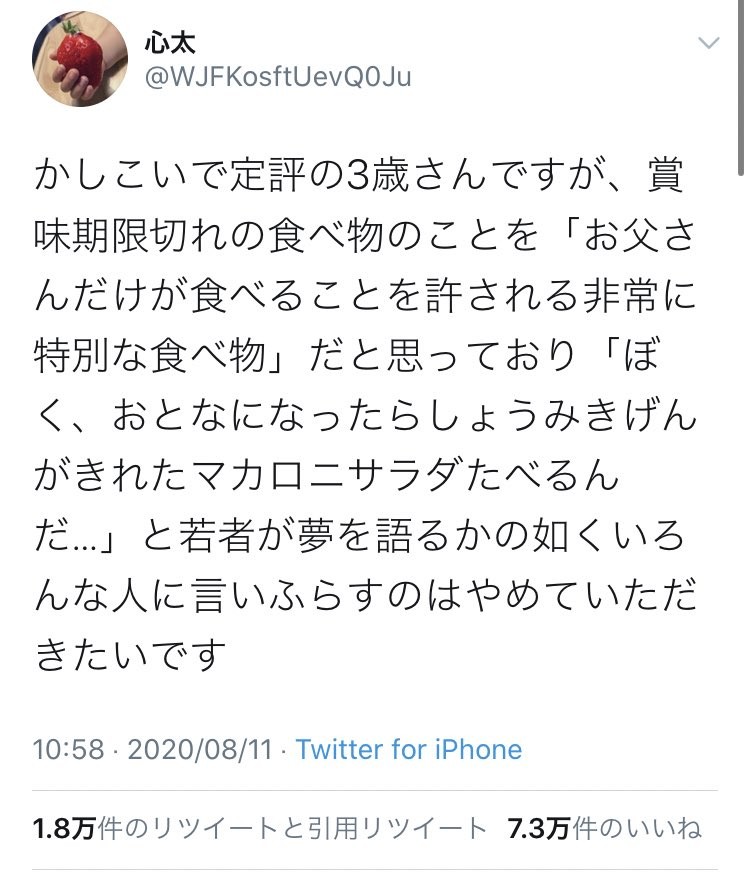 心太
@WJFKosftUevQ0Ju
かしこいで定評の3歳さんですが、賞
味期限切れの食べ物のことを「お父さ
んだけが食べることを許される非常に
特別な食べ物」だと思っており「ぼ
く、おとなになったらしょうみきげん
がきれたマカロニサラダたべるん
だ...」と若者が夢を語るかの如くいろ
んな人に言いふらすのはやめていただ
きたいです
10:58 · 2020/08/11 · Twitter for iPhone
1.8万件のリツイートと引用リツイート 7.3万件のいいね